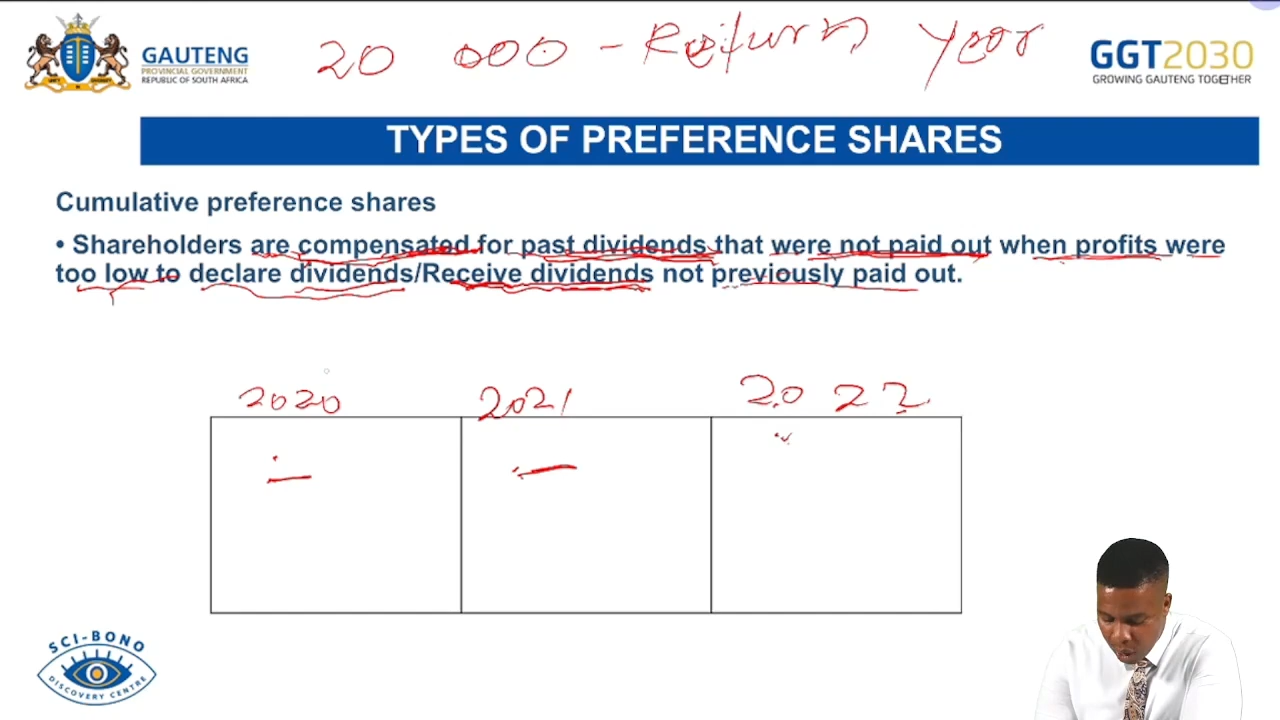 20 000 - Return Year
GAUTENG
PROVINCIAL GOVERNMENT
REPUBLIC OF SOUTH AFRICA
GGT2030
GROWING GAUTENG TOGETHER
TYPES OF PREFERENCE SHARES
Cumulative preference shares
• Shareholders are compensated for past dividends that were not paid out when profits were
too low to declare dividends/Receive dividends not previously paid out.
2020 2021 2022
SCI-BONO
DISCOVERY CENTRE